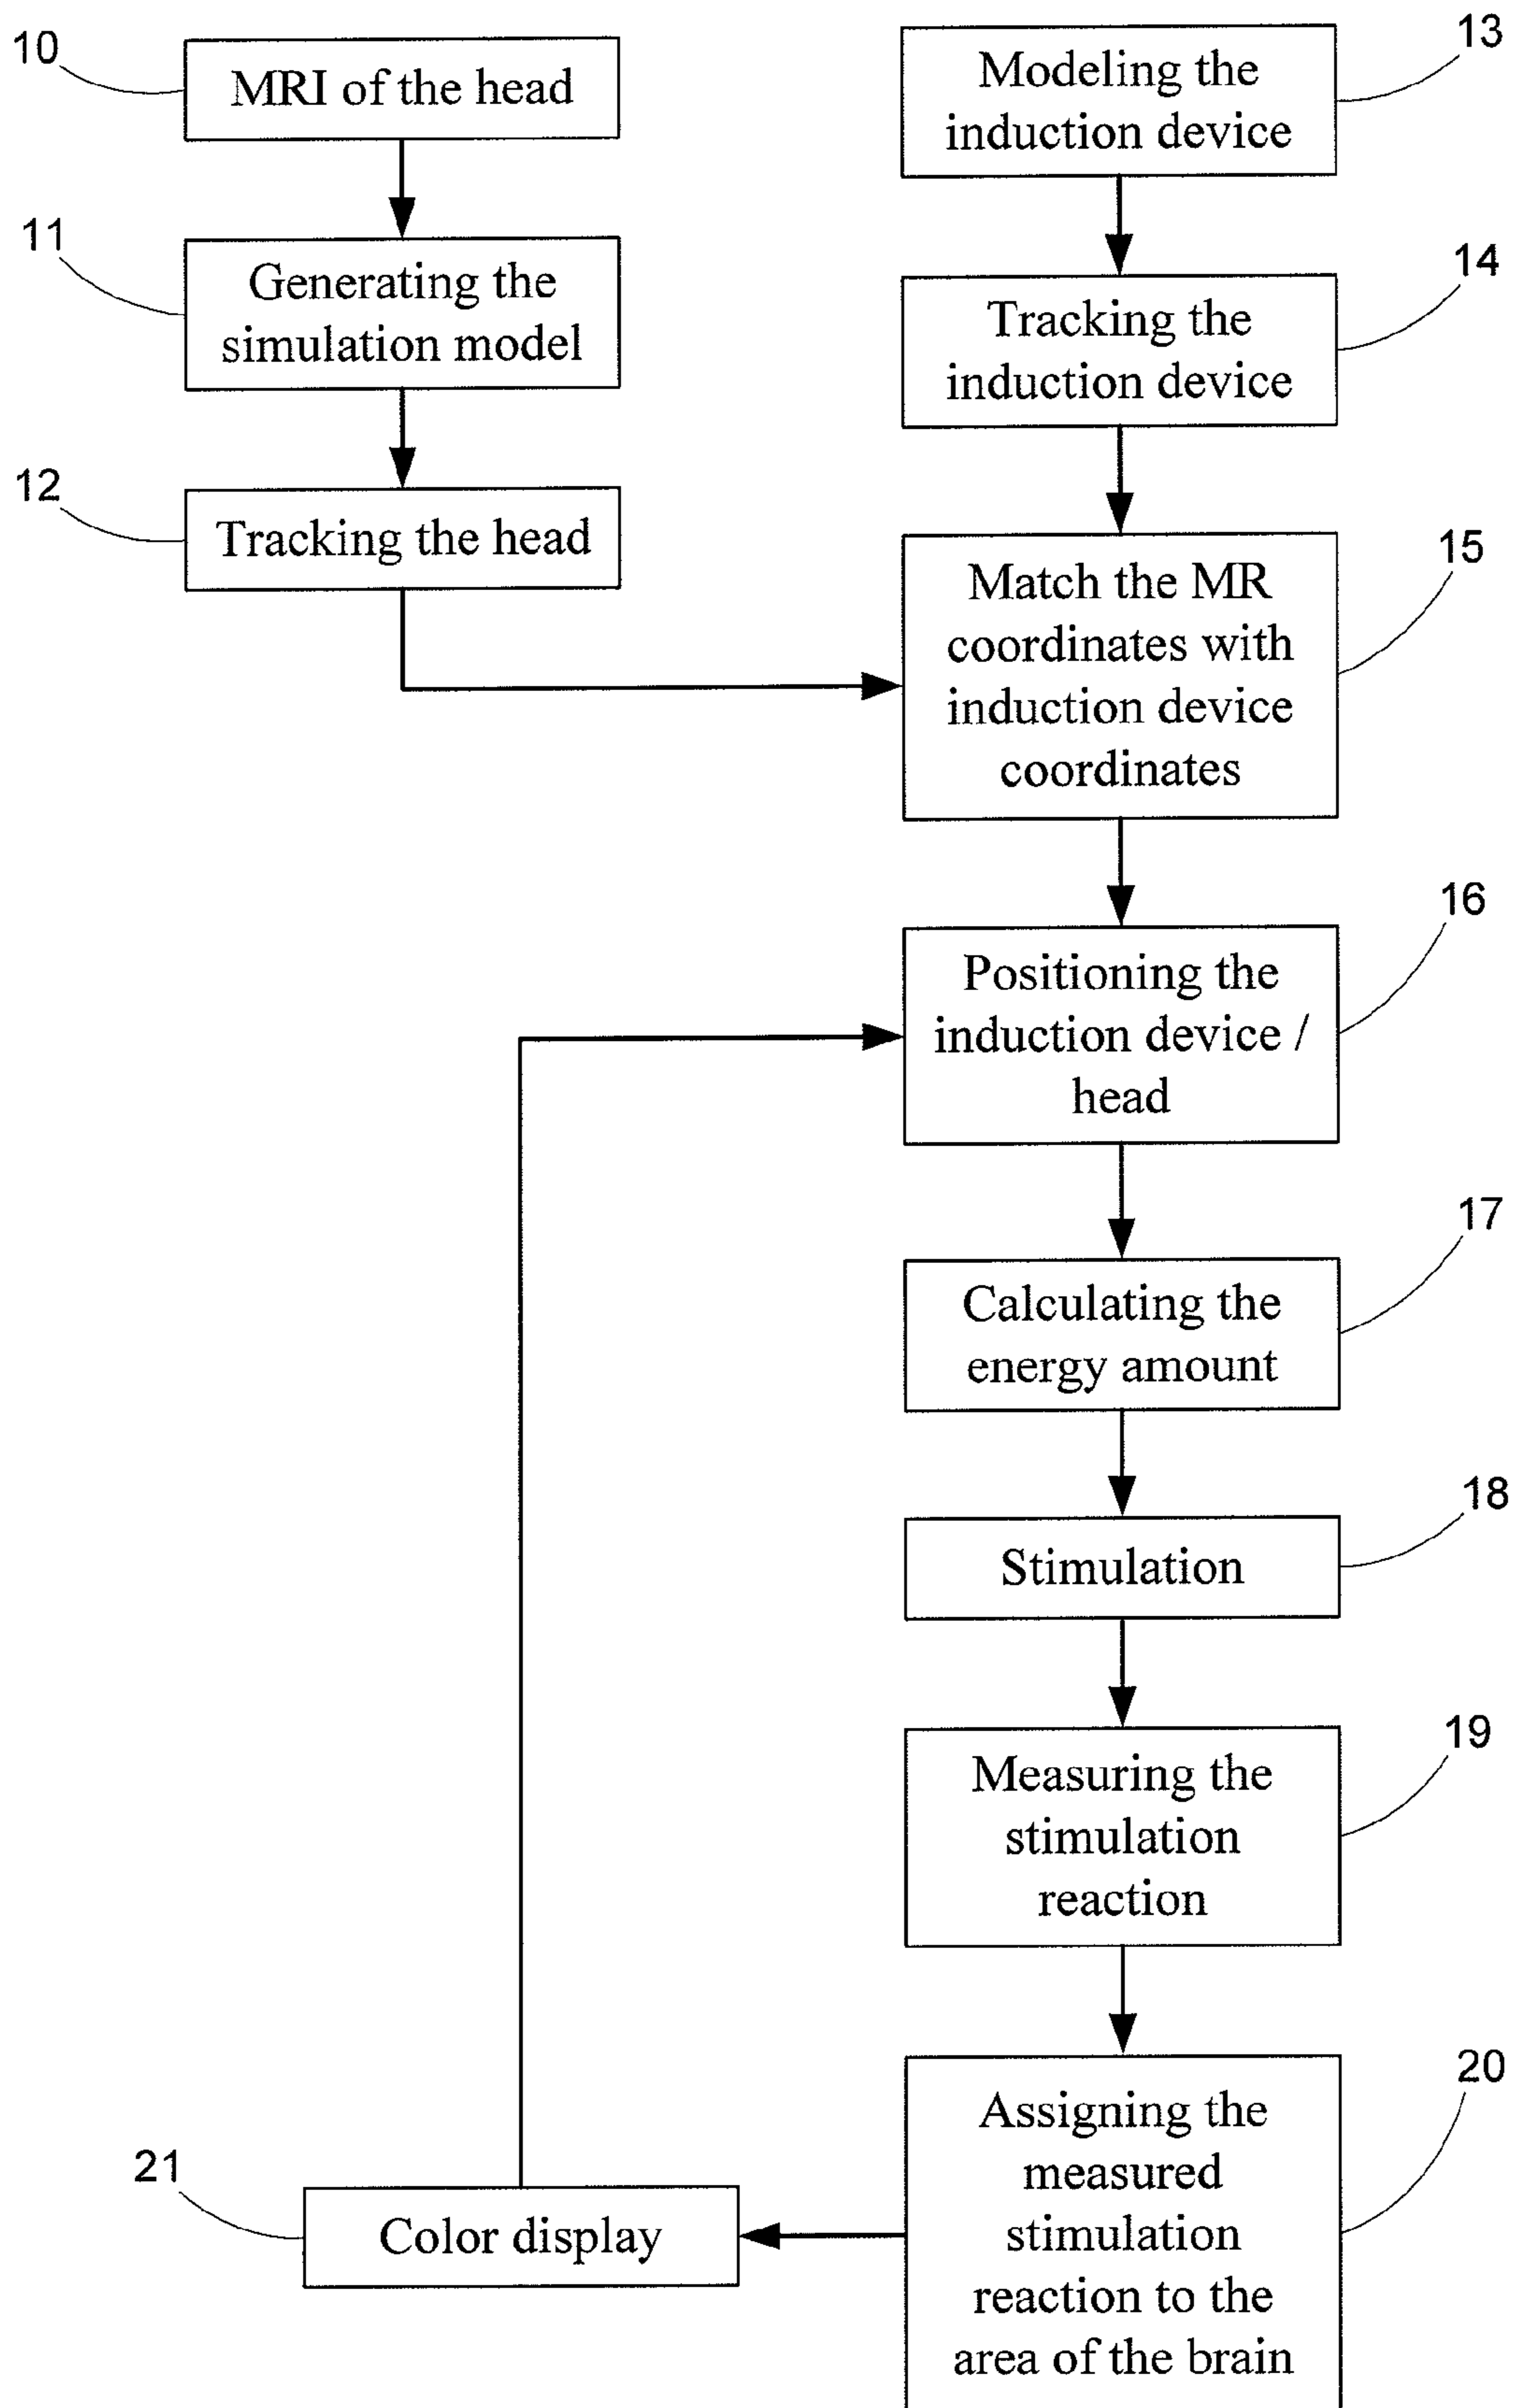 10
MRI of the head
11
Generating the
simulation model
12
Tracking the head
13
Modeling the
induction device
14
Tracking the
induction device
15
Match the MR
coordinates with
induction device
coordinates
16
Positioning the
induction device /
head
17
Calculating the
energy amount
18
Stimulation
19
Measuring the
stimulation
reaction
20
Assigning the
measured
stimulation
reaction to the
area of the brain
21
Color display